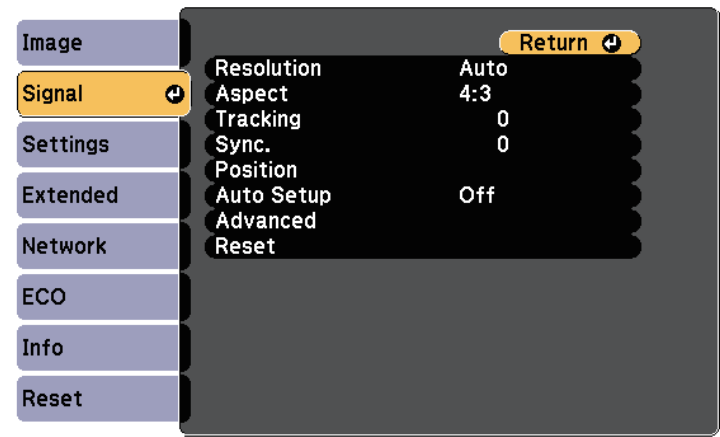 Image
Signal
Settings
Extended
Network
ECO
Info
Reset
Return
Resolution Auto
Aspect 4:3
Tracking 0
Sync. 0
Position
Auto Setup Off
Advanced
Reset